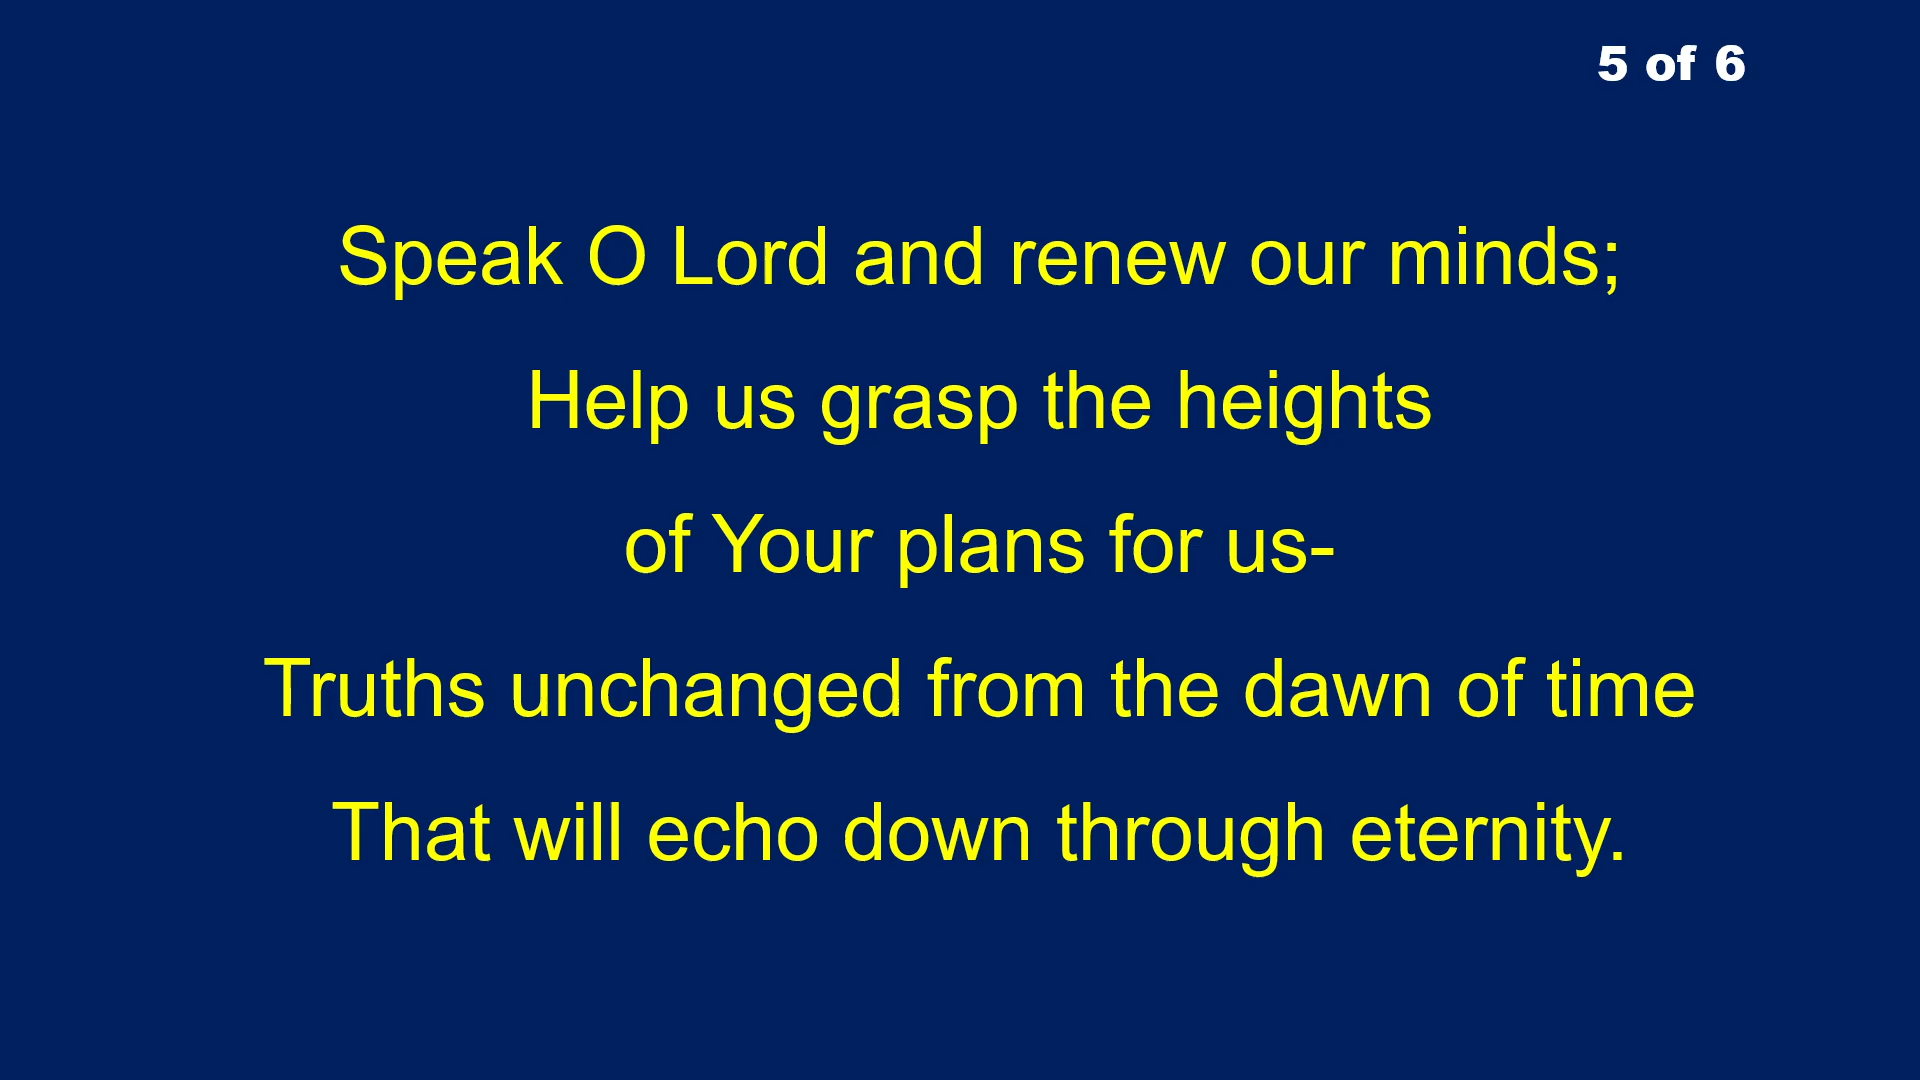 5 of 6
Speak O Lord and renew our minds;
Help us grasp the heights
of Your plans for us-
Truths unchanged from the dawn of time
That will echo down through eternity.